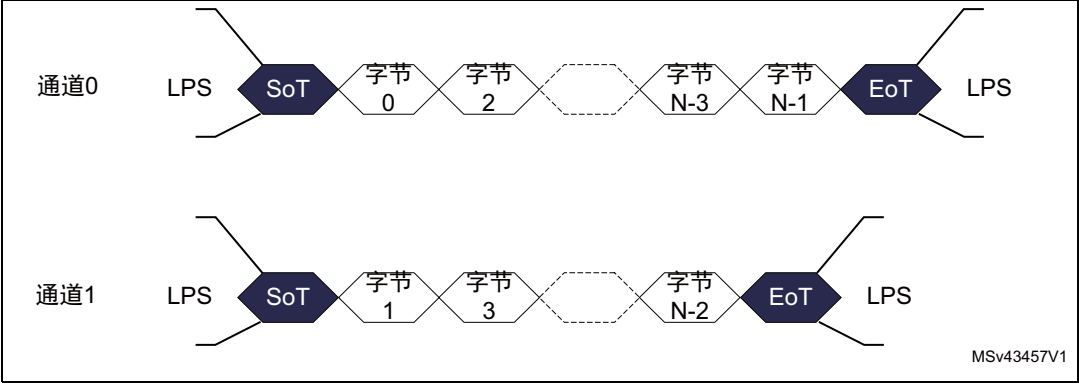 通道0 LPS SoT 字节 0 字节 2 字节 N-3 字节 N-1 EoT LPS
通道1 LPS SoT 字节 1 字节 3 字节 N-2 EoT LPS
MSv43457V1